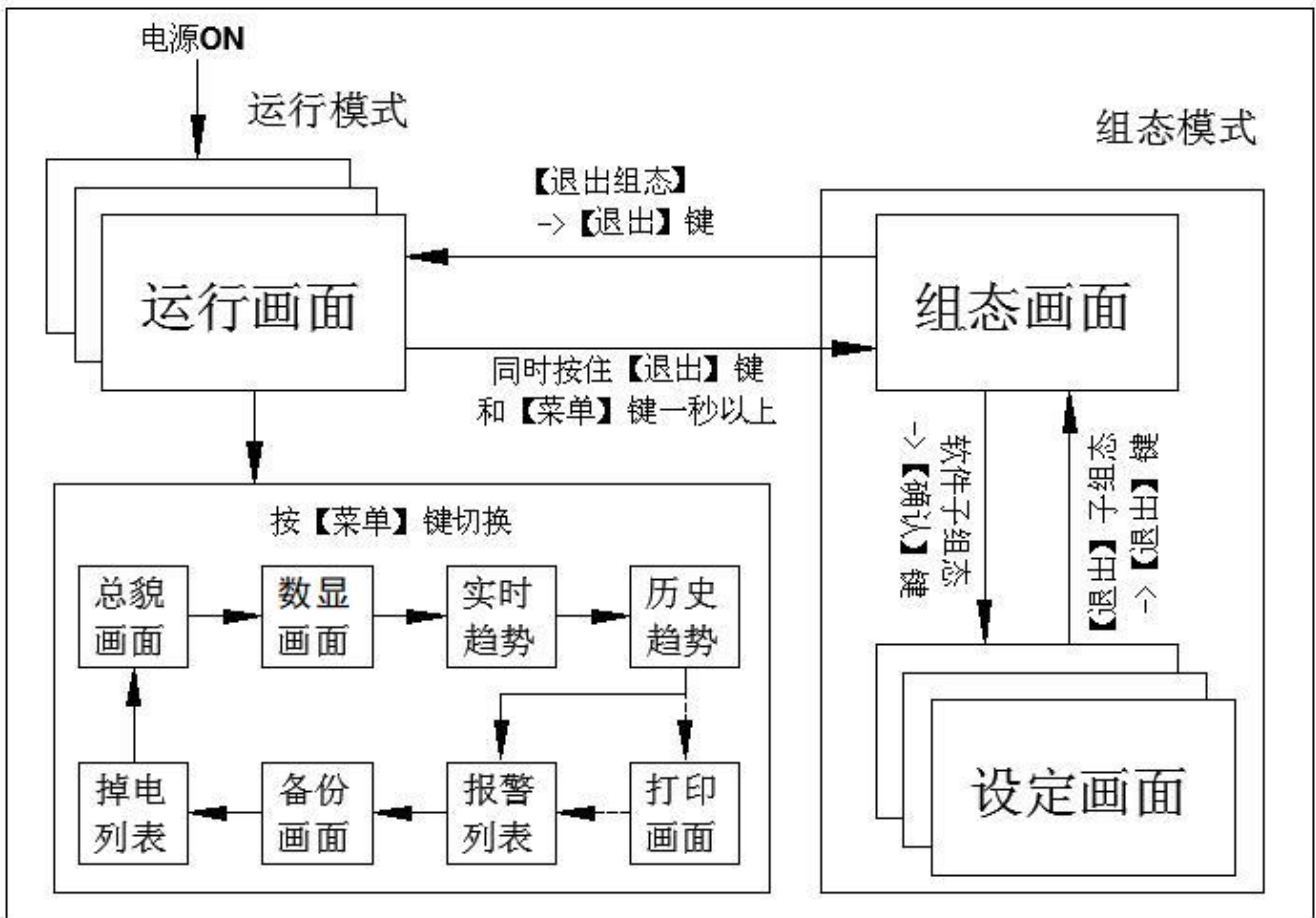 电源ON
运行模式
组态模式
【退出组态】
->【退出】键
运行画面
组态画面
同时按住【退出】键
和【菜单】键一秒以上
软件子组态
->【确认】键
【退出】子组态
->【退出】键
按【菜单】键切换
总貌
画面
数显
画面
实时
趋势
历史
趋势
掉电
列表
备份
画面
报警
列表
打印
画面
设定画面